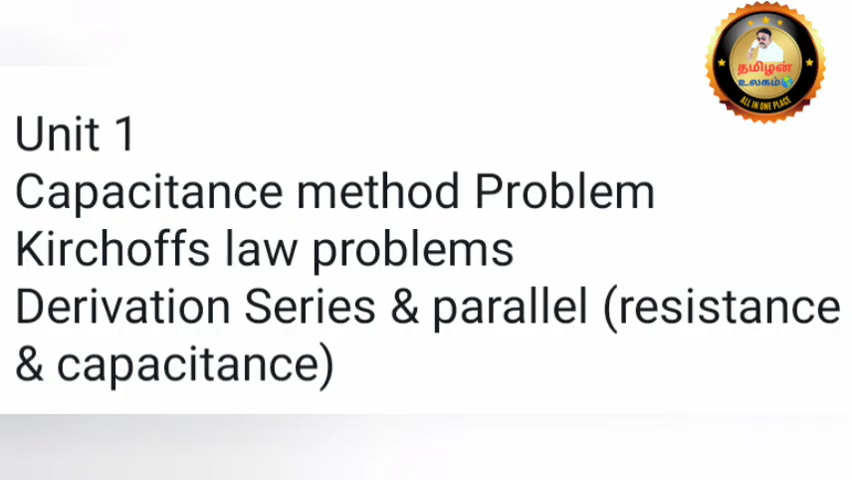 தமிழன்
உலகம்
ALL IN ONE PLACE
Unit 1
Capacitance method Problem
Kirchoffs law problems
Derivation Series & parallel (resistance
& capacitance)